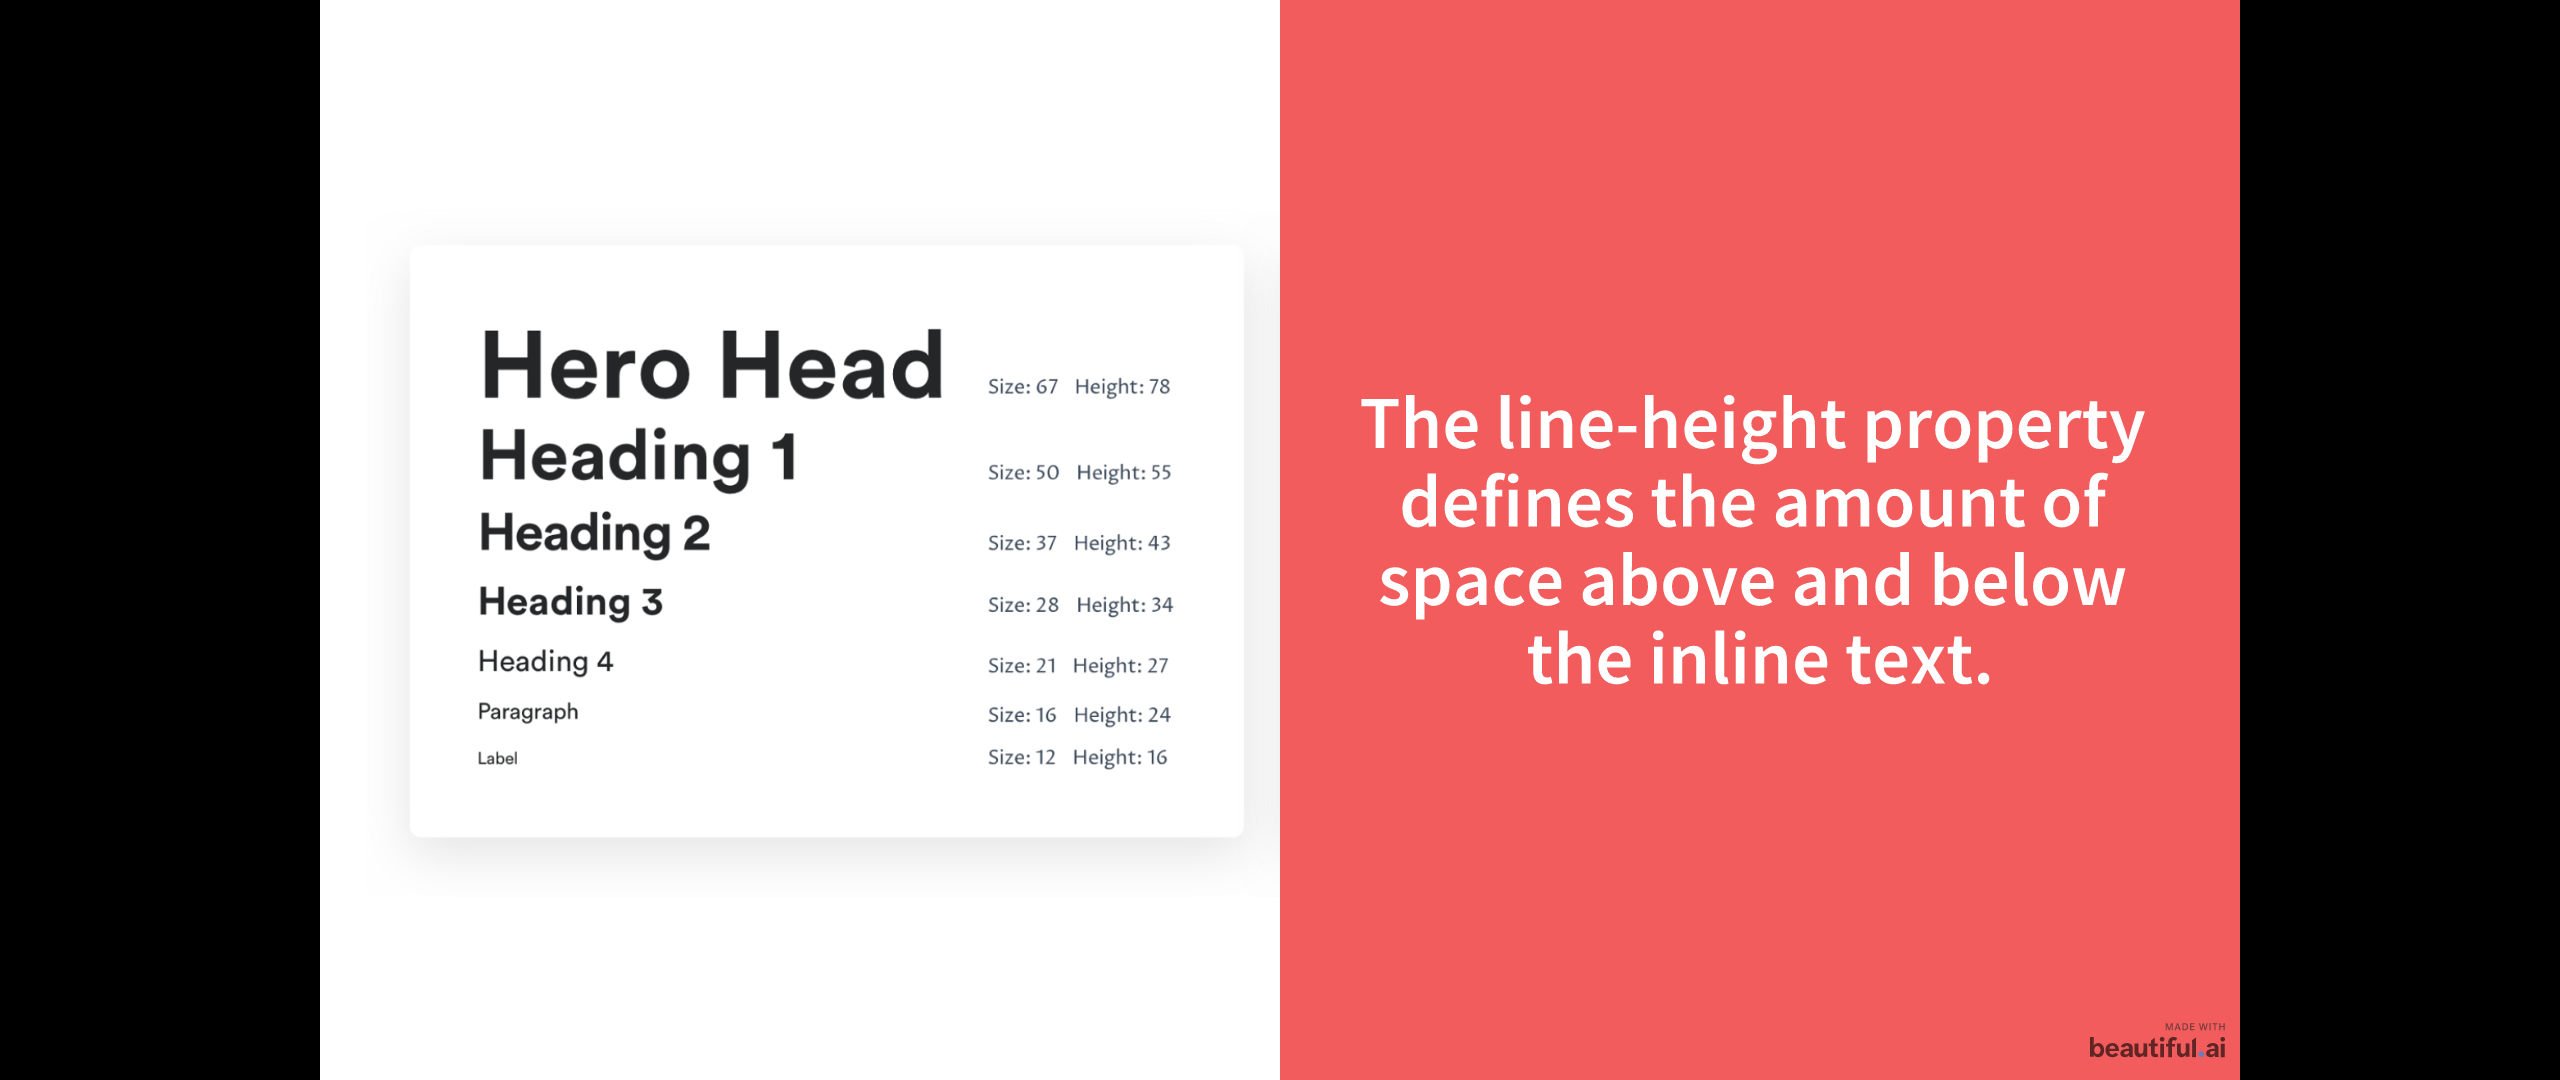 Hero Head Size: 67 Height: 78
Heading 1 Size: 50 Height: 55
Heading 2 Size: 37 Height: 43
Heading 3 Size: 28 Height: 34
Heading 4 Size: 21 Height: 27
Paragraph Size: 16 Height: 24
Label Size: 12 Height: 16
The line-height property
defines the amount of
space above and below
the inline text.
MADE WITH
beautiful.ai